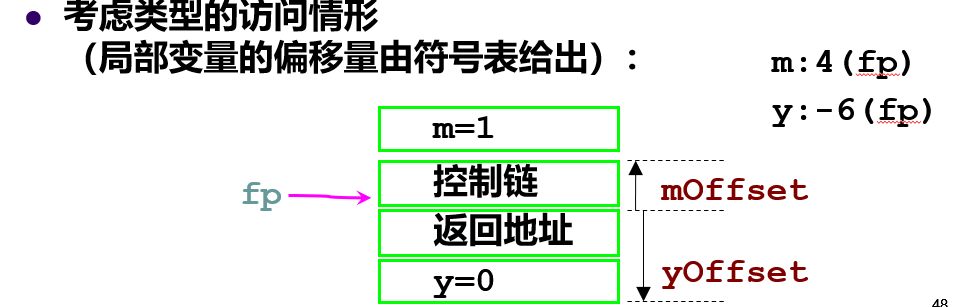 ● 考虑类型的访问情形
（局部变量的偏移量由符号表给出）：
m:4(fp)
y:-6(fp)
m=1
控制链
fp
mOffset
返回地址
y=0
yOffset
48